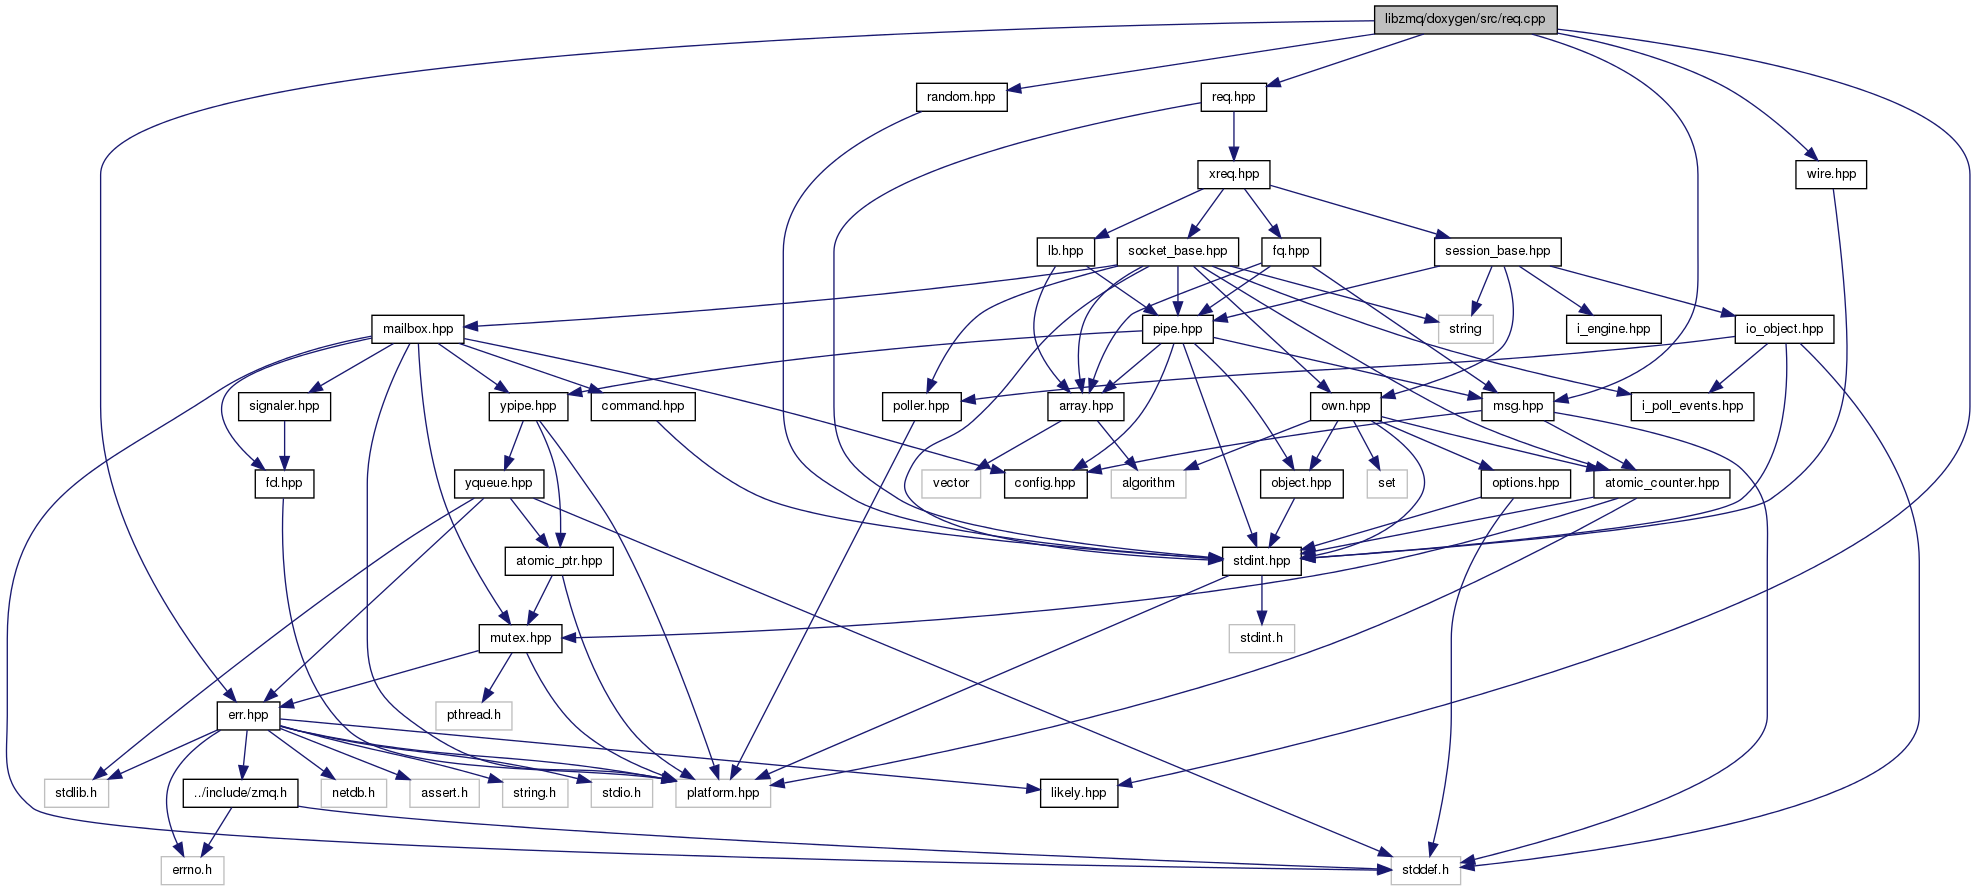 libzmq/doxygen/src/req.cpp
random.hpp
req.hpp
xreq.hpp
wire.hpp
lb.hpp
socket_base.hpp
fq.hpp
session_base.hpp
mailbox.hpp
pipe.hpp
string
i_engine.hpp
io_object.hpp
signaler.hpp
ypipe.hpp
command.hpp
poller.hpp
array.hpp
own.hpp
msg.hpp
i_poll_events.hpp
fd.hpp
yqueue.hpp
vector
config.hpp
algorithm
object.hpp
set
options.hpp
atomic_counter.hpp
atomic_ptr.hpp
stdint.hpp
mutex.hpp
stdint.h
err.hpp
pthread.h
stdlib.h
../include/zmq.h
netdb.h
assert.h
string.h
stdio.h
platform.hpp
likely.hpp
errno.h
stddef.h